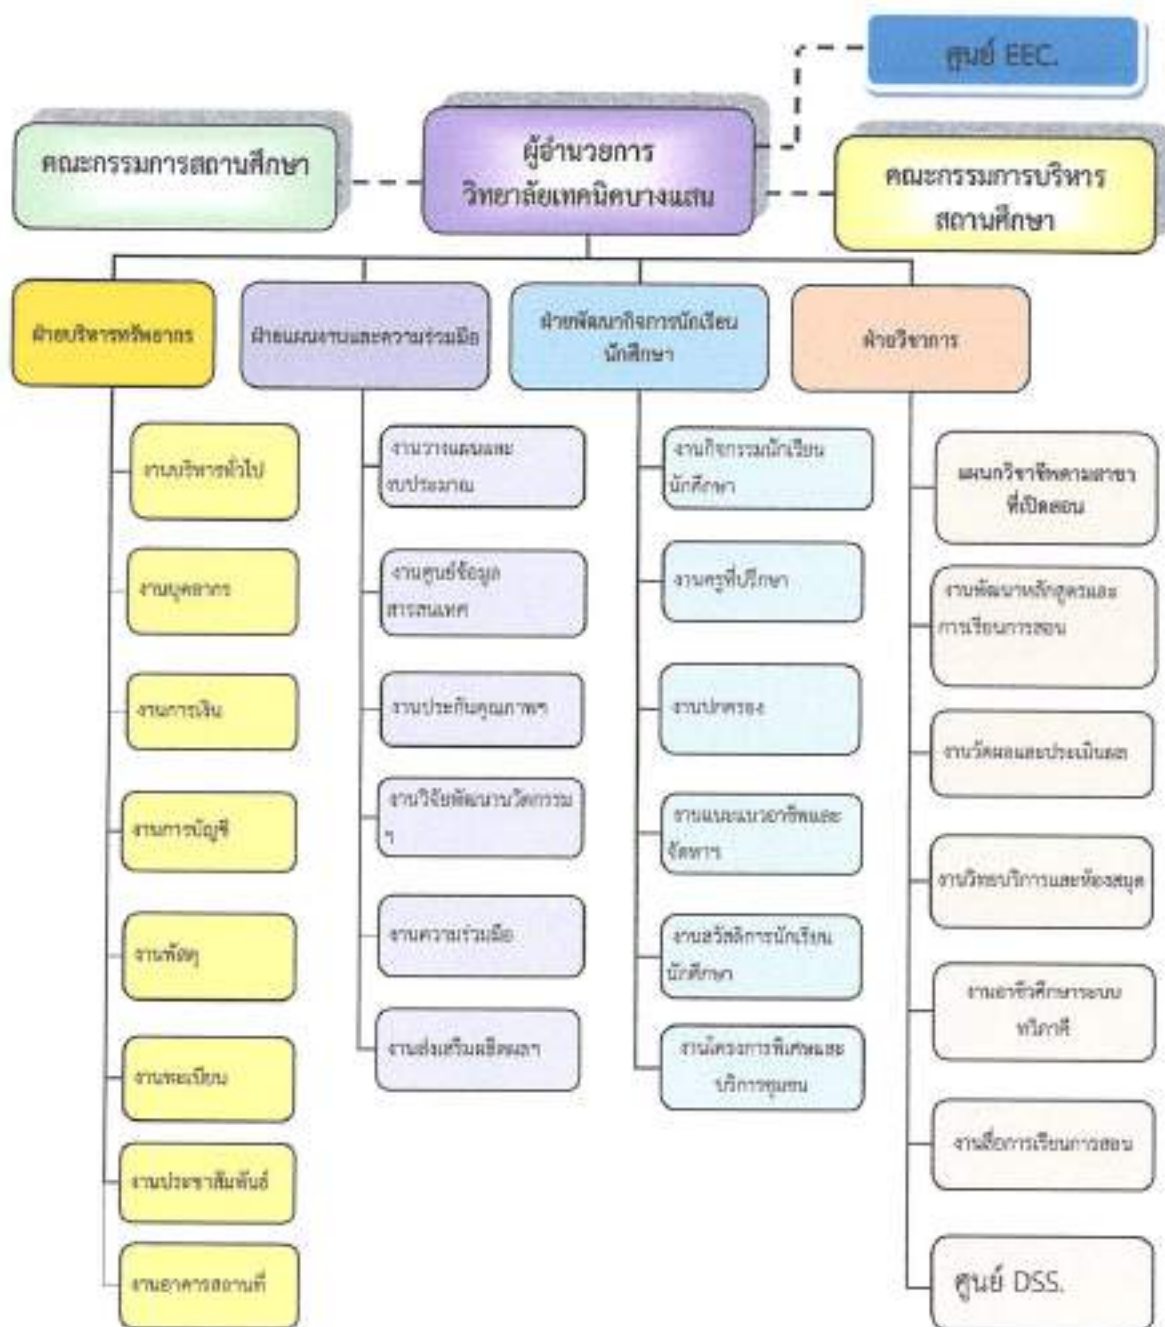 ศูนย์ EEC.
คณะกรรมการสถานศึกษา
ผู้อำนวยการ
วิทยาลัยเทคนิคบางแสน
คณะกรรมการบริหาร
สถานศึกษา
ฝ่ายบริหารทรัพยากร
ฝ่ายแผนงานและความร่วมมือ
ฝ่ายพัฒนากิจการนักเรียน
นักศึกษา
ฝ่ายวิชาการ
งานบริหารทั่วไป
งานบุคลากร
งานการเงิน
งานการบัญชี
งานพัสดุ
งานทะเบียน
งานประชาสัมพันธ์
งานอาคารสถานที่
งานวางแผนและ
งบประมาณ
งานศูนย์ข้อมูล
สารสนเทศ
งานประกันคุณภาพฯ
งานวิจัยพัฒนานวัตกรรม
ฯ
งานความร่วมมือ
งานส่งเสริมผลิตผลฯ
งานกิจกรรมนักเรียน
นักศึกษา
งานครูที่ปรึกษา
งานปกครอง
งานแนะแนวอาชีพและ
จัดหาฯ
งานสวัสดิการนักเรียน
นักศึกษา
งานโครงการพิเศษและ
บริการชุมชน
แผนกวิชาชีพตามสาขา
ที่เปิดสอน
งานพัฒนาหลักสูตรและ
การเรียนการสอน
งานวัดผลและประเมินผล
งานวิทยบริการและห้องสมุด
งานอาชีวศึกษาระบบ
ทวิภาคี
งานสื่อการเรียนการสอน
ศูนย์ DSS.